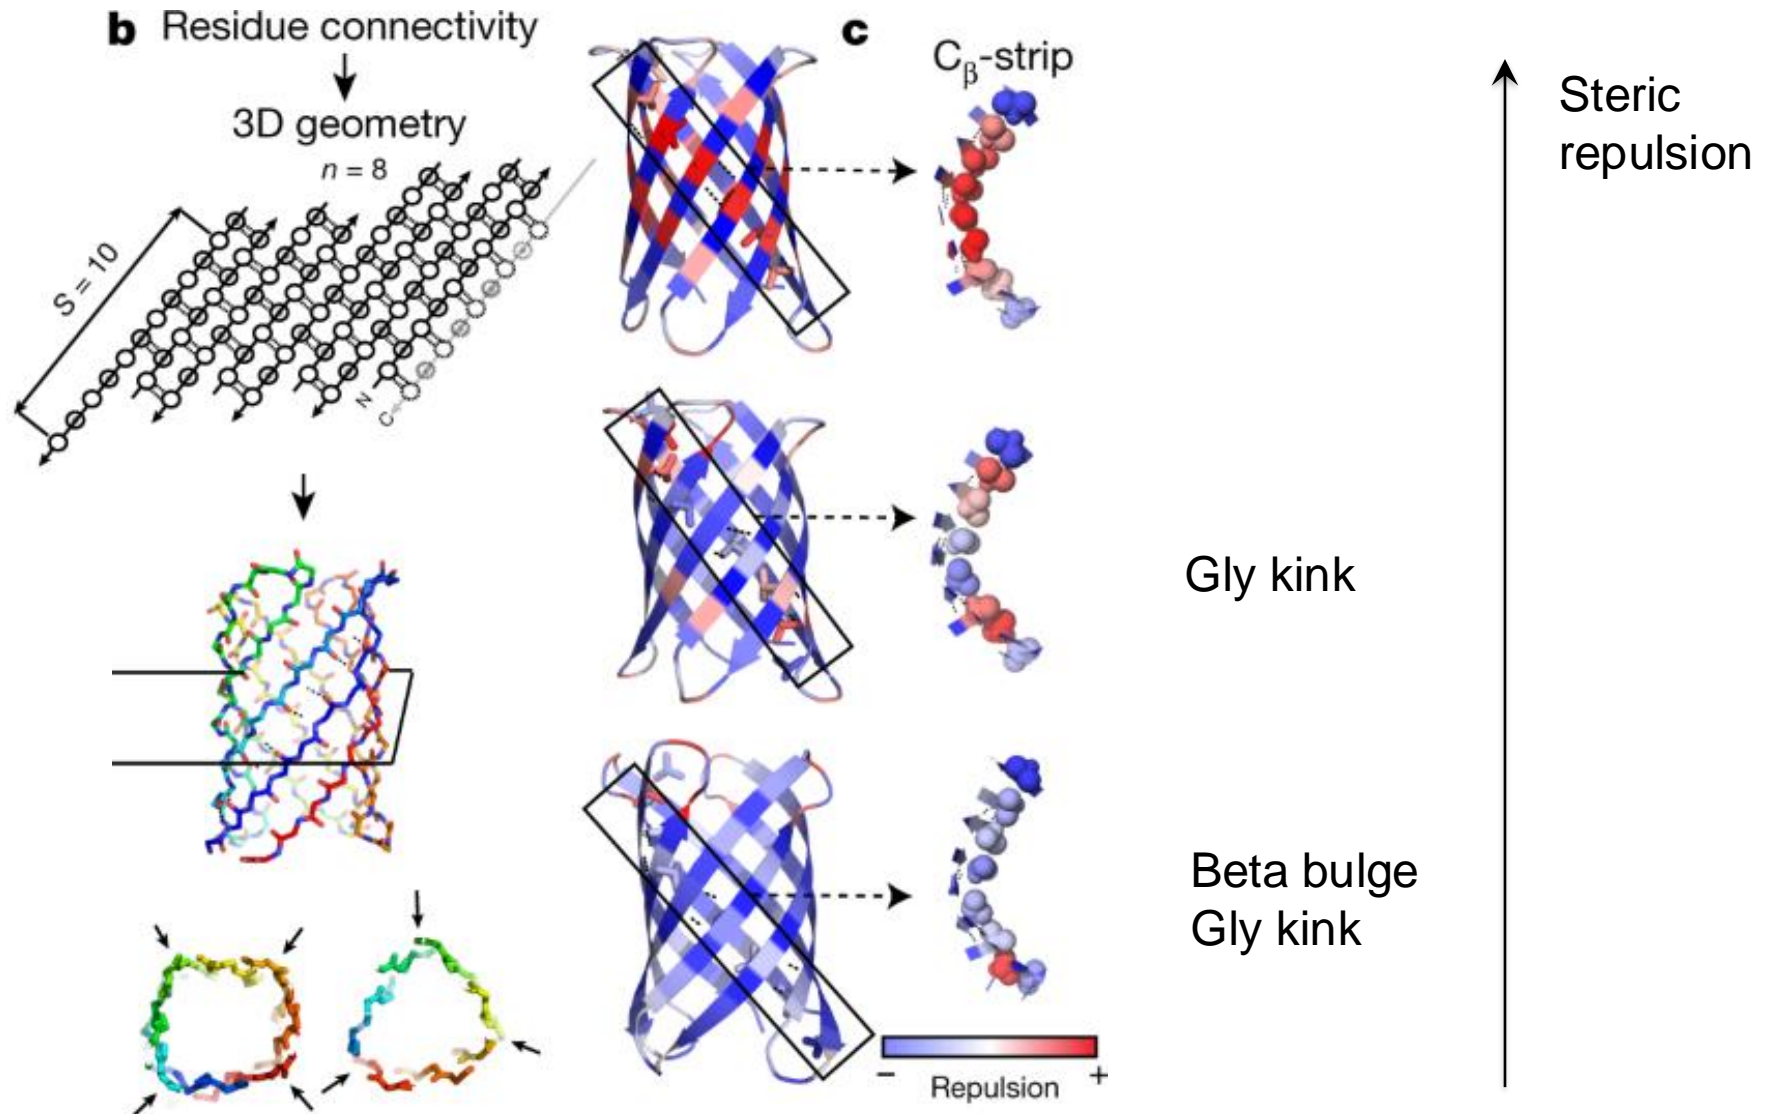 b Residue connectivity
3D geometry
n = 8
S = 10
N
C
c
Cβ-strip
Steric
repulsion
Gly kink
Beta bulge
Gly kink
− +
Repulsion